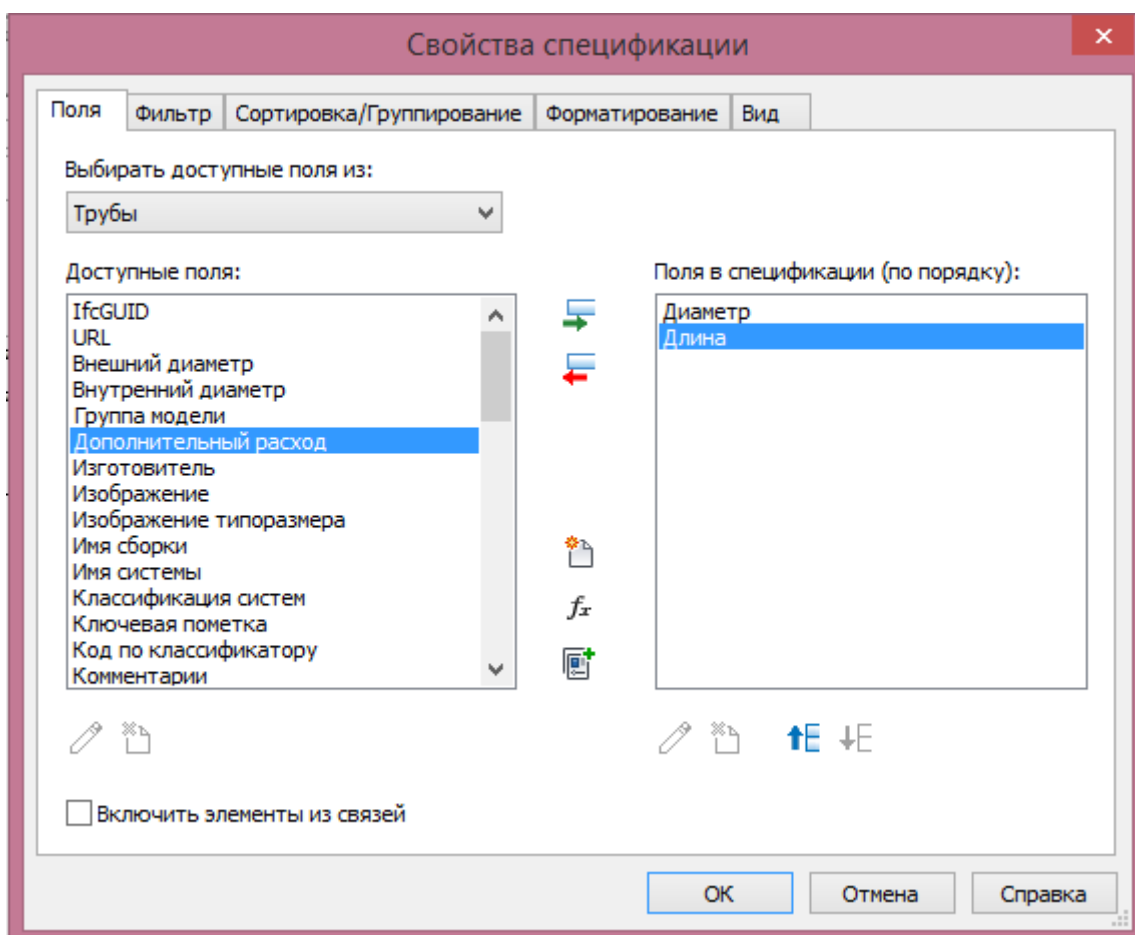 Свойства спецификации
Поля Фильтр Сортировка/Группирование Форматирование Вид
Выбирать доступные поля из:
Трубы
Доступные поля:
IfcGUID
URL
Внешний диаметр
Внутренний диаметр
Группа модели
Дополнительный расход
Изготовитель
Изображение
Изображение типоразмера
Имя сборки
Имя системы
Классификация систем
Ключевая пометка
Код по классификатору
Комментарии
fx
Поля в спецификации (по порядку):
Диаметр
Длина
Включить элементы из связей
ОК Отмена Справка